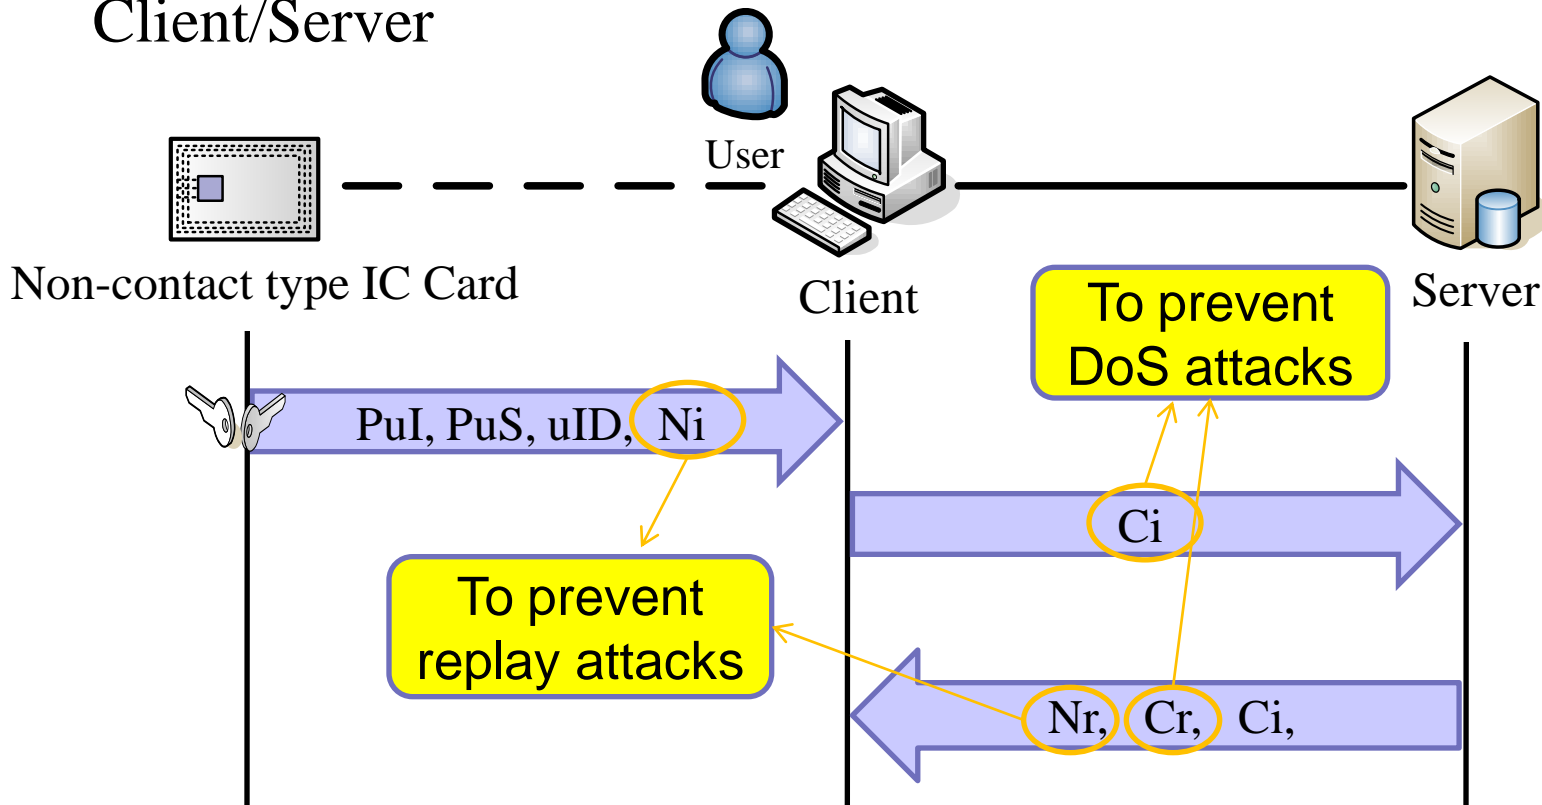 Client/Server
User
Non-contact type IC Card
Client
Server
To prevent
DoS attacks
PuI, PuS, uID, Ni
Ci
To prevent
replay attacks
Nr, Cr, Ci,